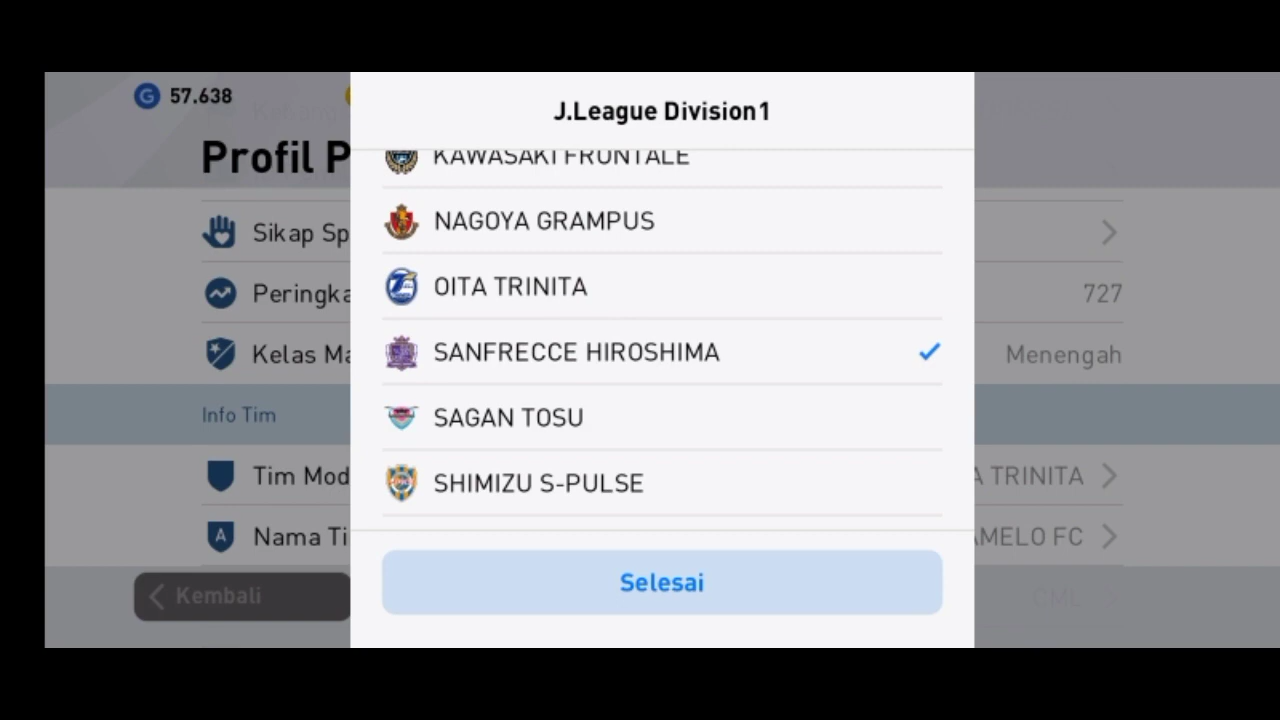 57.638
J.League Division1
Profil P
KAWASAKI FRONTALE
NAGOYA GRAMPUS
Sikap Sp
OITA TRINITA
Peringka
727
SANFRECCE HIROSHIMA
Kelas Ma
Menengah
Info Tim
SAGAN TOSU
Tim Mod
A TRINITA
SHIMIZU S-PULSE
Nama Ti
AMELO FC
Selesai
Kembali
CML